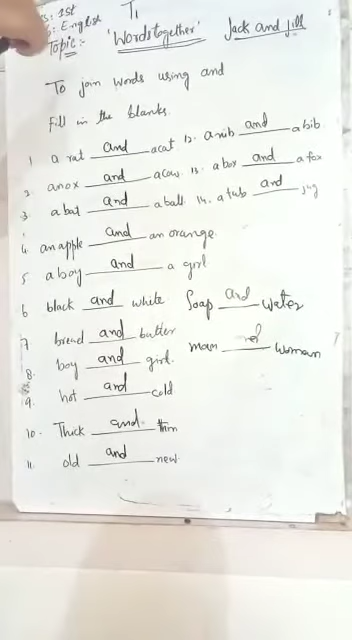 : 1st
: English
Topic:- 'Words together' Jack and Jill
To join words using and
Fill in the blanks.
1 a rat and a cat 12. a nib and a bib
2. an ox and a cow 13. a box and a fox
3 a bat and a ball 14. a tub and jug
4. an apple and an orange.
5 a boy and a girl
6 black and white Soap and water
7 bread and butter
8. boy and girl. man woman
9. hot and cold
10. Thick and thin
11. old and new.